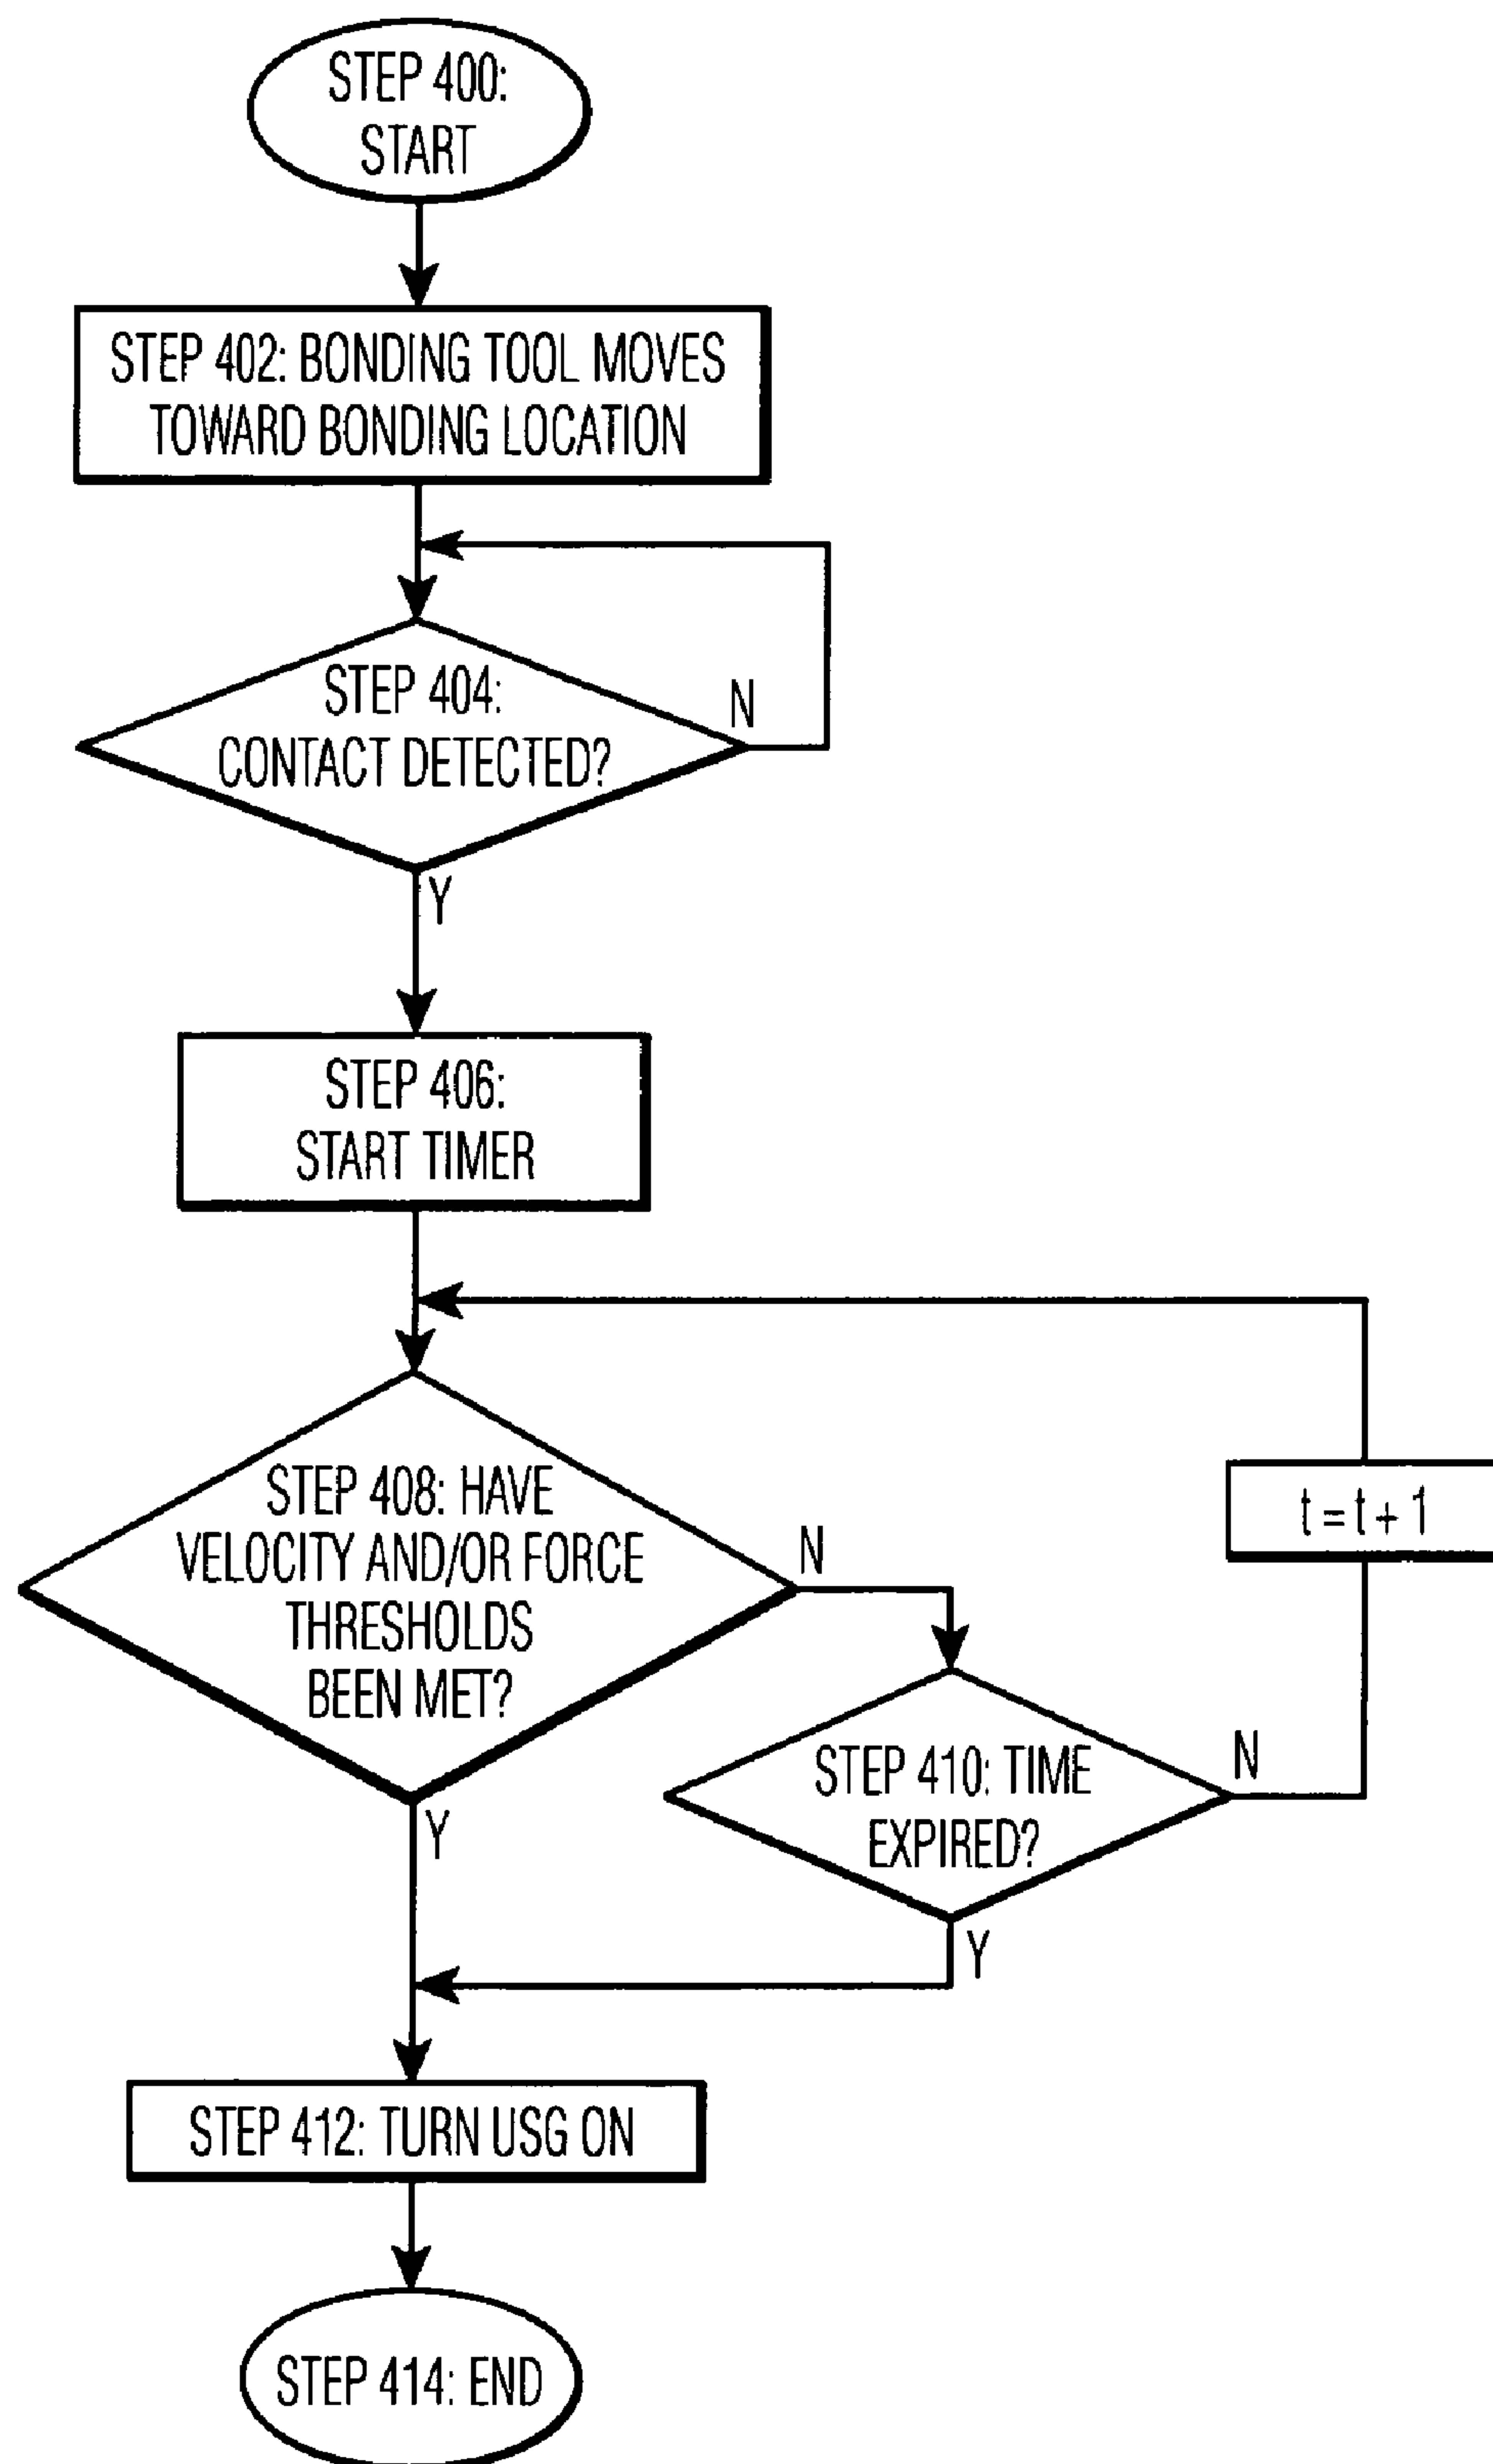 STEP 400:
START
STEP 402: BONDING TOOL MOVES
TOWARD BONDING LOCATION
STEP 404:
CONTACT DETECTED?
N
Y
STEP 406:
START TIMER
STEP 408: HAVE
VELOCITY AND/OR FORCE
THRESHOLDS
BEEN MET?
N
t = t + 1
STEP 410: TIME
EXPIRED?
N
Y
Y
STEP 412: TURN USG ON
STEP 414: END